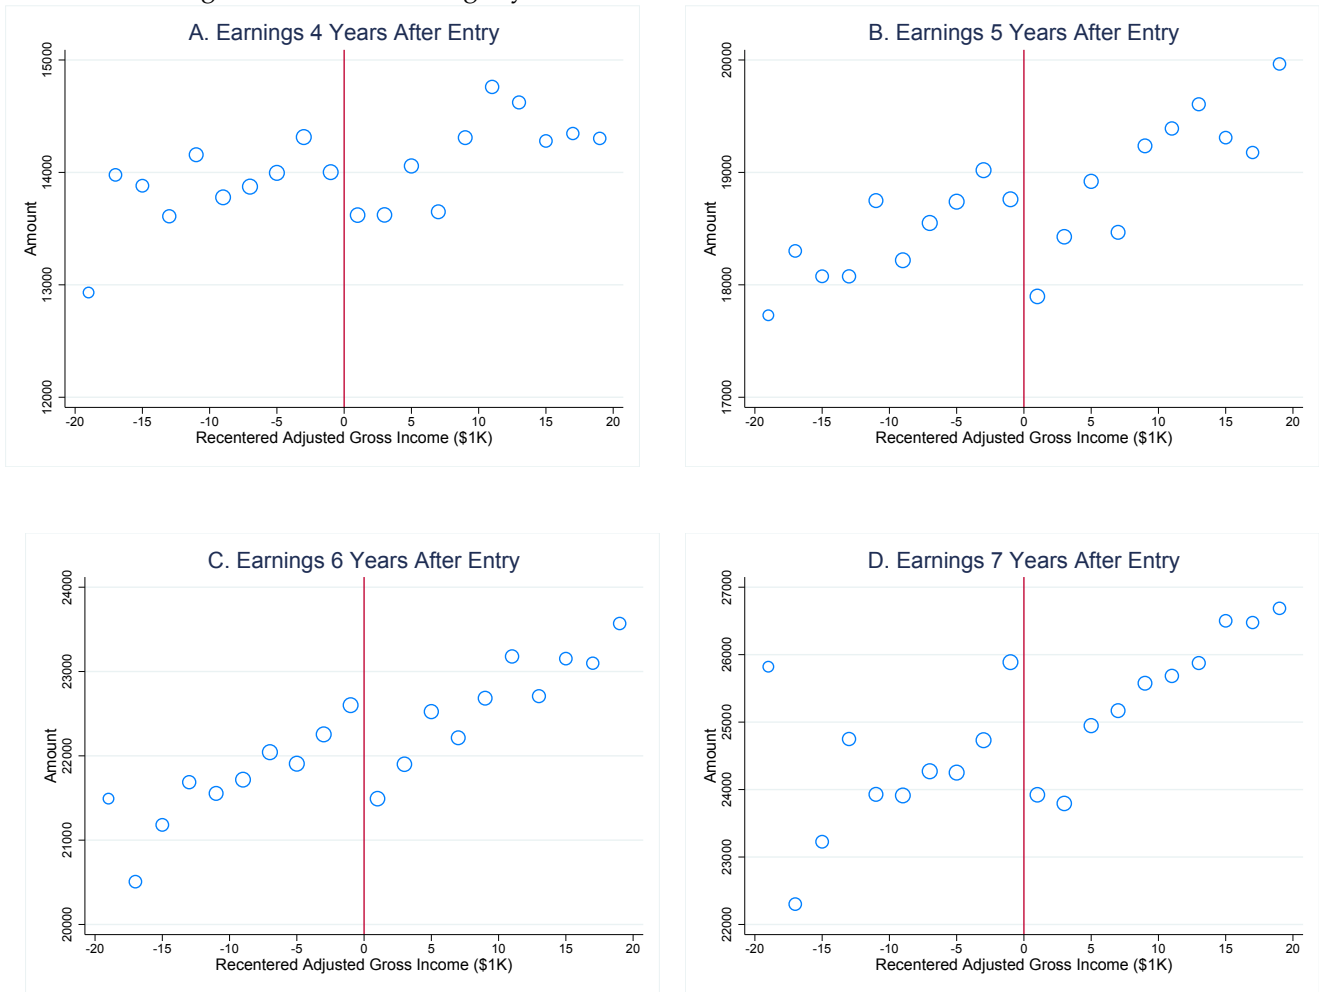 A. Earnings 4 Years After Entry
Amount
15000
14000
13000
12000
-20 -15 -10 -5 0 5 10 15 20
Recentered Adjusted Gross Income ($1K)
B. Earnings 5 Years After Entry
Amount
20000
19000
18000
17000
-20 -15 -10 -5 0 5 10 15 20
Recentered Adjusted Gross Income ($1K)
C. Earnings 6 Years After Entry
Amount
24000
23000
22000
21000
20000
-20 -15 -10 -5 0 5 10 15 20
Recentered Adjusted Gross Income ($1K)
D. Earnings 7 Years After Entry
Amount
27000
26000
25000
24000
23000
22000
-20 -15 -10 -5 0 5 10 15 20
Recentered Adjusted Gross Income ($1K)